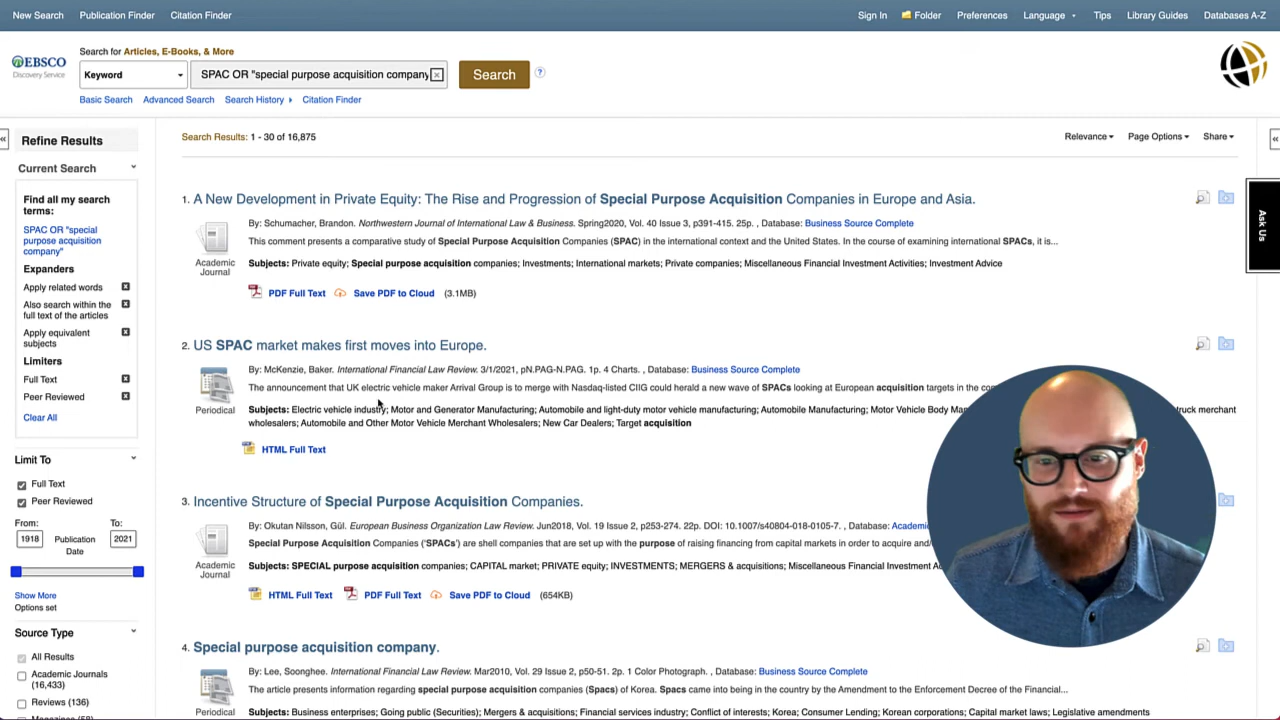 New Search Publication Finder Citation Finder Sign In Folder Preferences Language Tips Library Guides Databases A-Z
Search for Articles, E-Books, & More
EBSCO
Discovery Service
Keyword SPAC OR "special purpose acquisition company Search ?
Basic Search Advanced Search Search History Citation Finder
Refine Results
Current Search
Find all my search
terms:
SPAC OR "special
purpose acquisition
company"
Expanders
Apply related words
Also search within the
full text of the articles
Apply equivalent
subjects
Limiters
Full Text
Peer Reviewed
Clear All
Limit To
Full Text
Peer Reviewed
From: To:
1918 Publication 2021
Date
Show More
Options set
Source Type
All Results
Academic Journals
(16,433)
Reviews (136)
Search Results: 1 - 30 of 16,875 Relevance Page Options Share
1. A New Development in Private Equity: The Rise and Progression of Special Purpose Acquisition Companies in Europe and Asia.
By: Schumacher, Brandon. Northwestern Journal of International Law & Business. Spring2020, Vol. 40 Issue 3, p391-415. 25p. , Database: Business Source Complete
This comment presents a comparative study of Special Purpose Acquisition Companies (SPAC) in the international context and the United States. In the course of examining international SPACs, it is...
Academic
Journal
Subjects: Private equity; Special purpose acquisition companies; Investments; International markets; Private companies; Miscellaneous Financial Investment Activities; Investment Advice
PDF Full Text Save PDF to Cloud (3.1MB)
2. US SPAC market makes first moves into Europe.
By: McKenzie, Baker. International Financial Law Review. 3/1/2021, pN.PAG-N.PAG. 1p. 4 Charts. , Database: Business Source Complete
The announcement that UK electric vehicle maker Arrival Group is to merge with Nasdaq-listed CIIG could herald a new wave of SPACs looking at European acquisition targets in the
Periodical
Subjects: Electric vehicle industry; Motor and Generator Manufacturing; Automobile and light-duty motor vehicle manufacturing; Automobile Manufacturing; Motor Vehicle Body merchant
wholesalers; Automobile and Other Motor Vehicle Merchant Wholesalers; New Car Dealers; Target acquisition
HTML Full Text
3. Incentive Structure of Special Purpose Acquisition Companies.
By: Okutan Nilsson, Gül. European Business Organization Law Review. Jun2018, Vol. 19 Issue 2, p253-274. 22p. DOI: 10.1007/s40804-018-0105-7. , Database:
Special Purpose Acquisition Companies ('SPACs') are shell companies that are set up with the purpose of raising financing from capital markets in order to acquire
Academic
Journal
Subjects: SPECIAL purpose acquisition companies; CAPITAL market; PRIVATE equity; INVESTMENTS; MERGERS & acquisitions; Miscellaneous Financial Investment
HTML Full Text PDF Full Text Save PDF to Cloud (654KB)
4. Special purpose acquisition company.
By: Lee, Soonghee. International Financial Law Review. Mar2010, Vol. 29 Issue 2, p50-51. 2p. 1 Color Photograph. , Database: Business Source Complete
The article presents information regarding special purpose acquisition companies (Spacs) of Korea. Spacs came into being in the country by the Amendment to the Enforcement Decree of the Financial...
Periodical
Subjects: Business enterprises; Going public (Securities); Mergers & acquisitions; Financial services industry; Conflict of interests; Korea; Consumer Lending; Korean corporations; Capital market laws; Legislative amendments
Ask Us